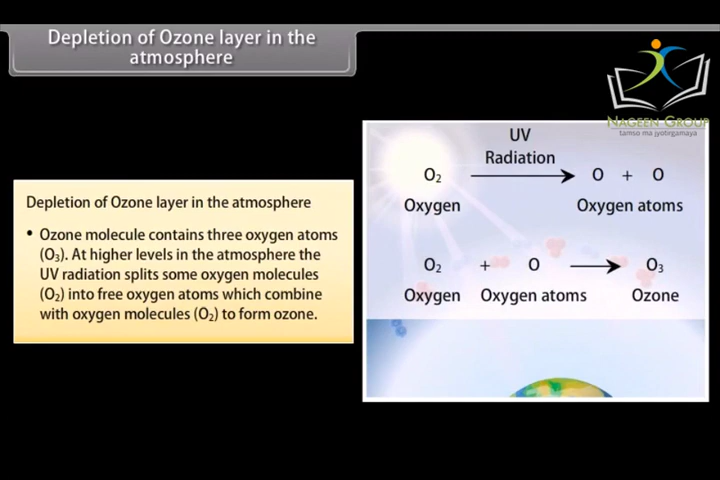 Depletion of Ozone layer in the
atmosphere
NAGEEN GROUP
tamso ma jyotirgamaya
UV
Radiation
O₂ O + O
Oxygen Oxygen atoms
Depletion of Ozone layer in the atmosphere
• Ozone molecule contains three oxygen atoms
(O₃). At higher levels in the atmosphere the
UV radiation splits some oxygen molecules
(O₂) into free oxygen atoms which combine
with oxygen molecules (O₂) to form ozone.
O₂ + O O₃
Oxygen Oxygen atoms Ozone